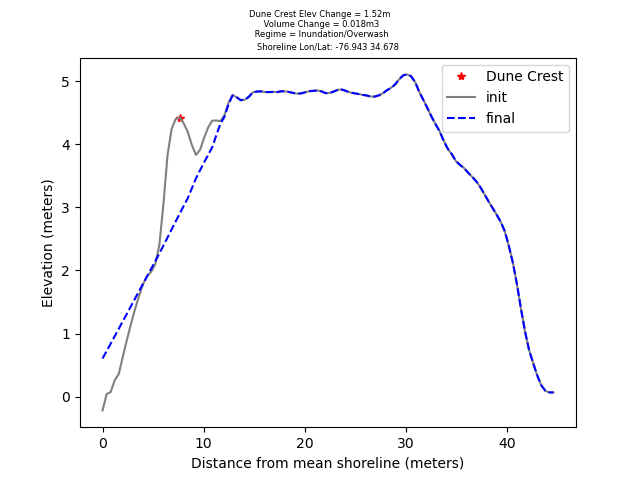 Dune Crest Elev Change = 1.52m
Volume Change = 0.018m3
Regime = Inundation/Overwash
Shoreline Lon/Lat: -76.943 34.678
Dune Crest
init
final
Elevation (meters)
5
4
3
2
1
0
0 10 20 30 40
Distance from mean shoreline (meters)